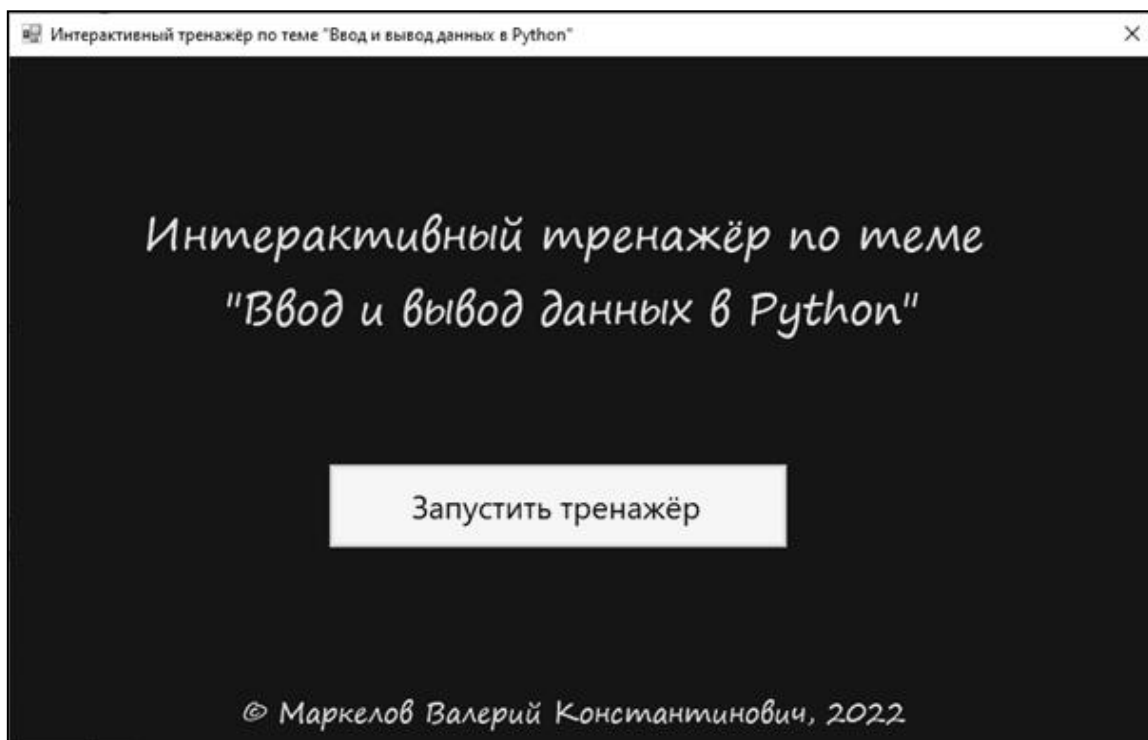 Интерактивный тренажёр по теме "Ввод и вывод данных в Python"
Интерактивный тренажёр по теме
"Ввод и вывод данных в Python"
Запустить тренажёр
© Маркелов Валерий Константинович, 2022